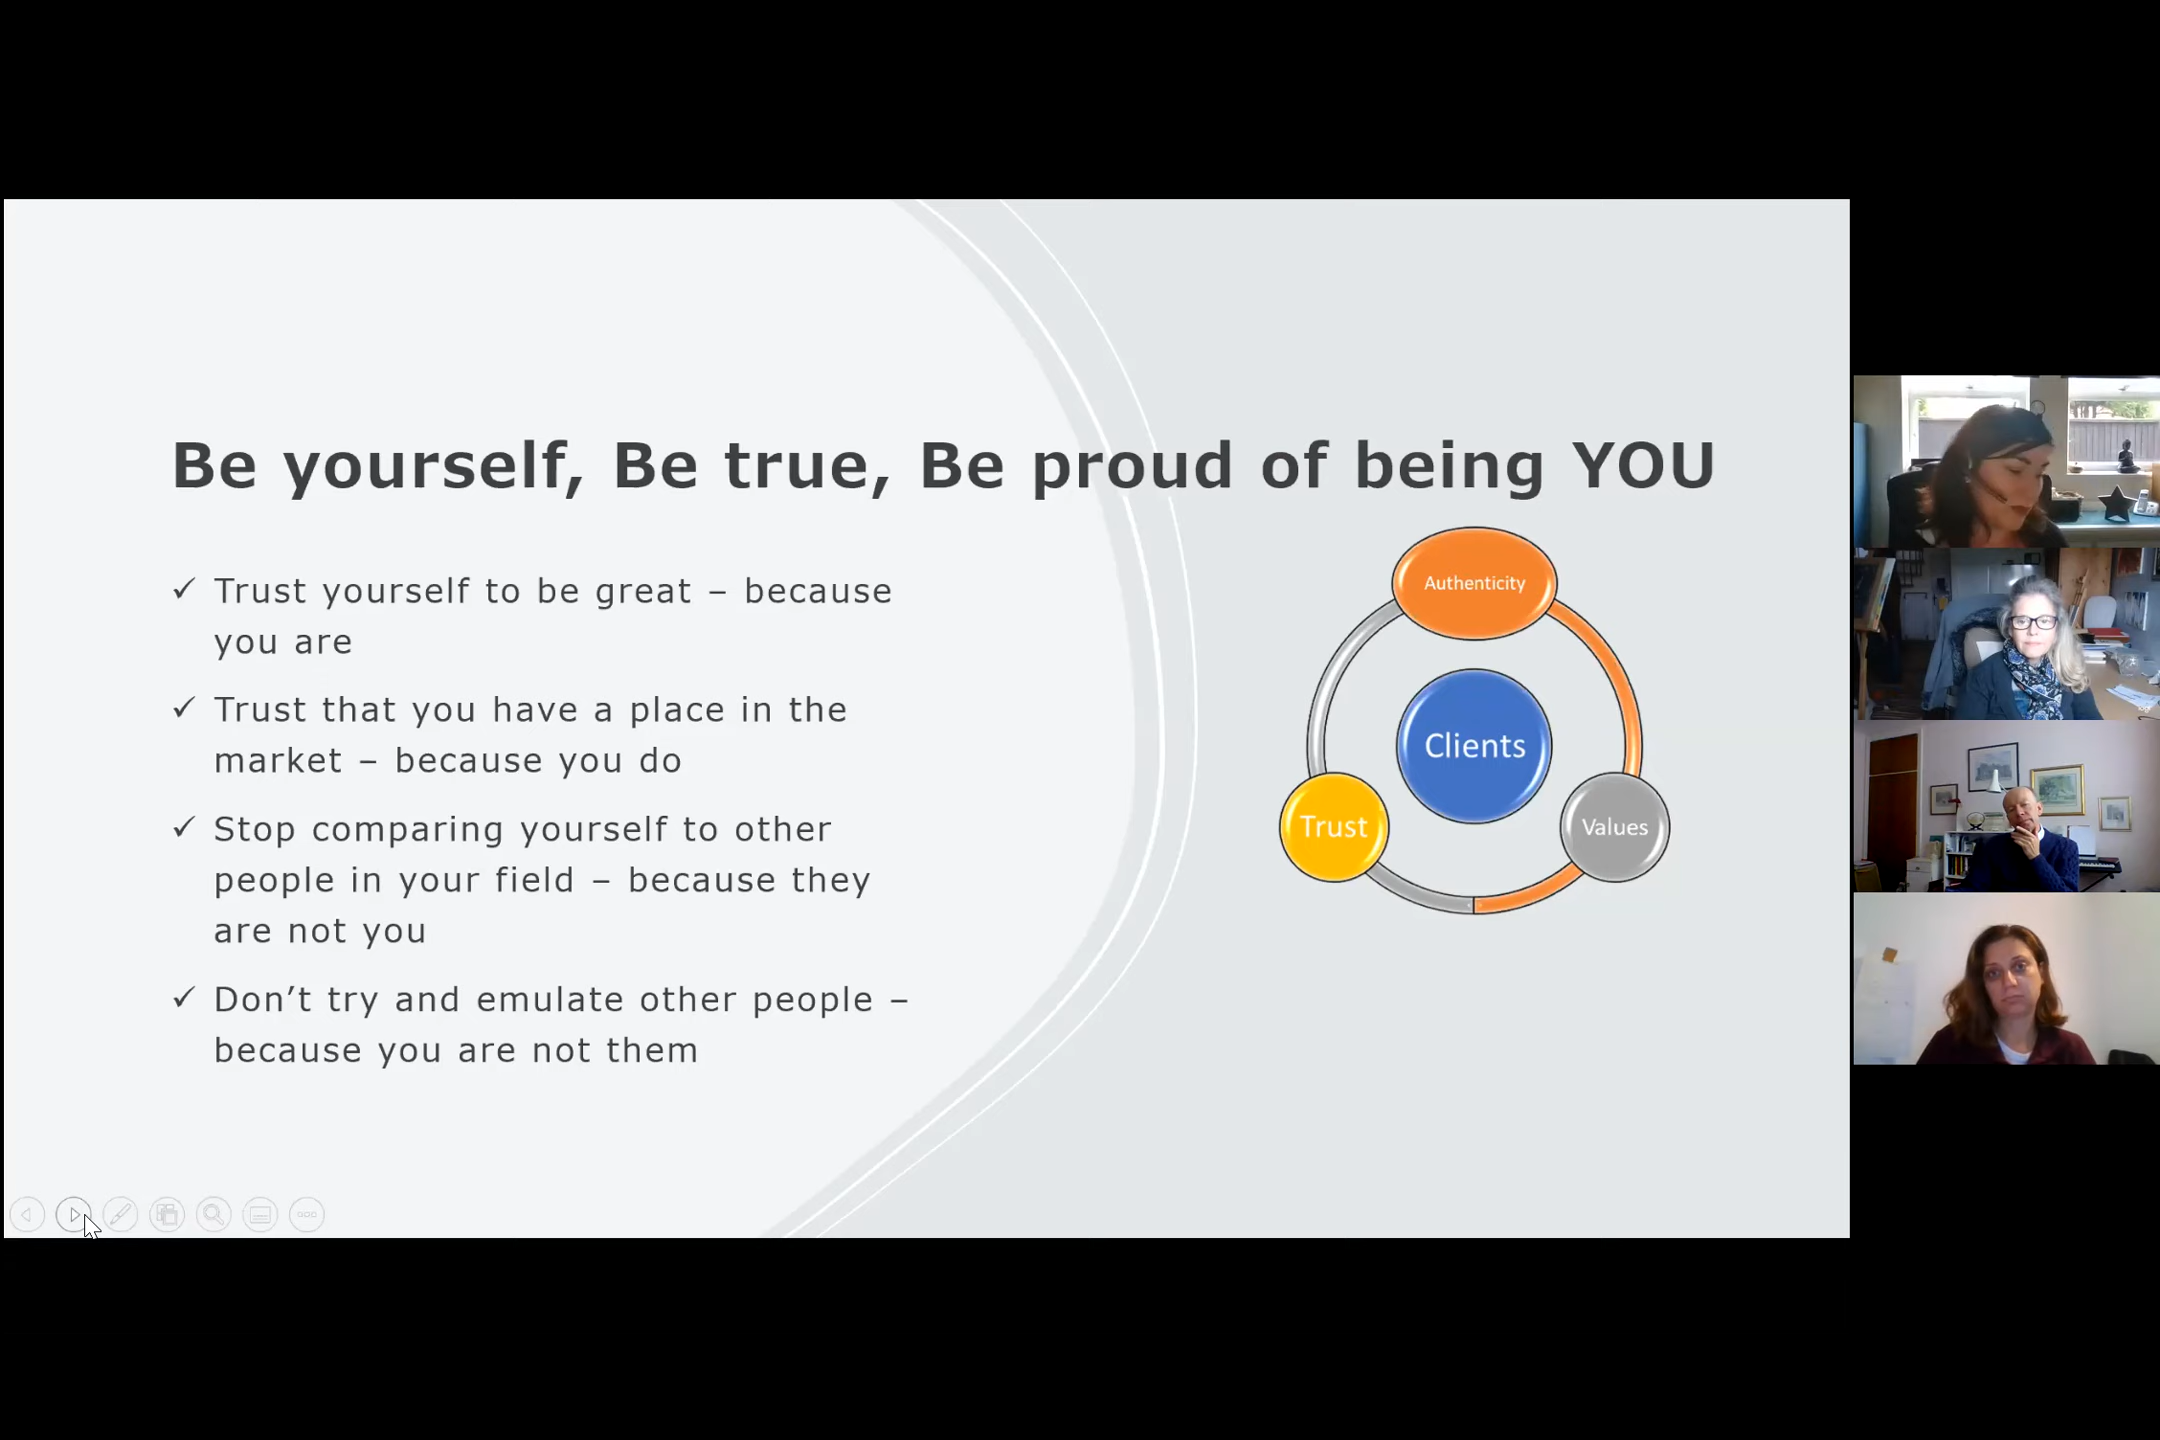 Be yourself, Be true, Be proud of being YOU
✓ Trust yourself to be great – because
you are
✓ Trust that you have a place in the
market – because you do
✓ Stop comparing yourself to other
people in your field – because they
are not you
✓ Don’t try and emulate other people –
because you are not them
Authenticity
Clients
Trust
Values